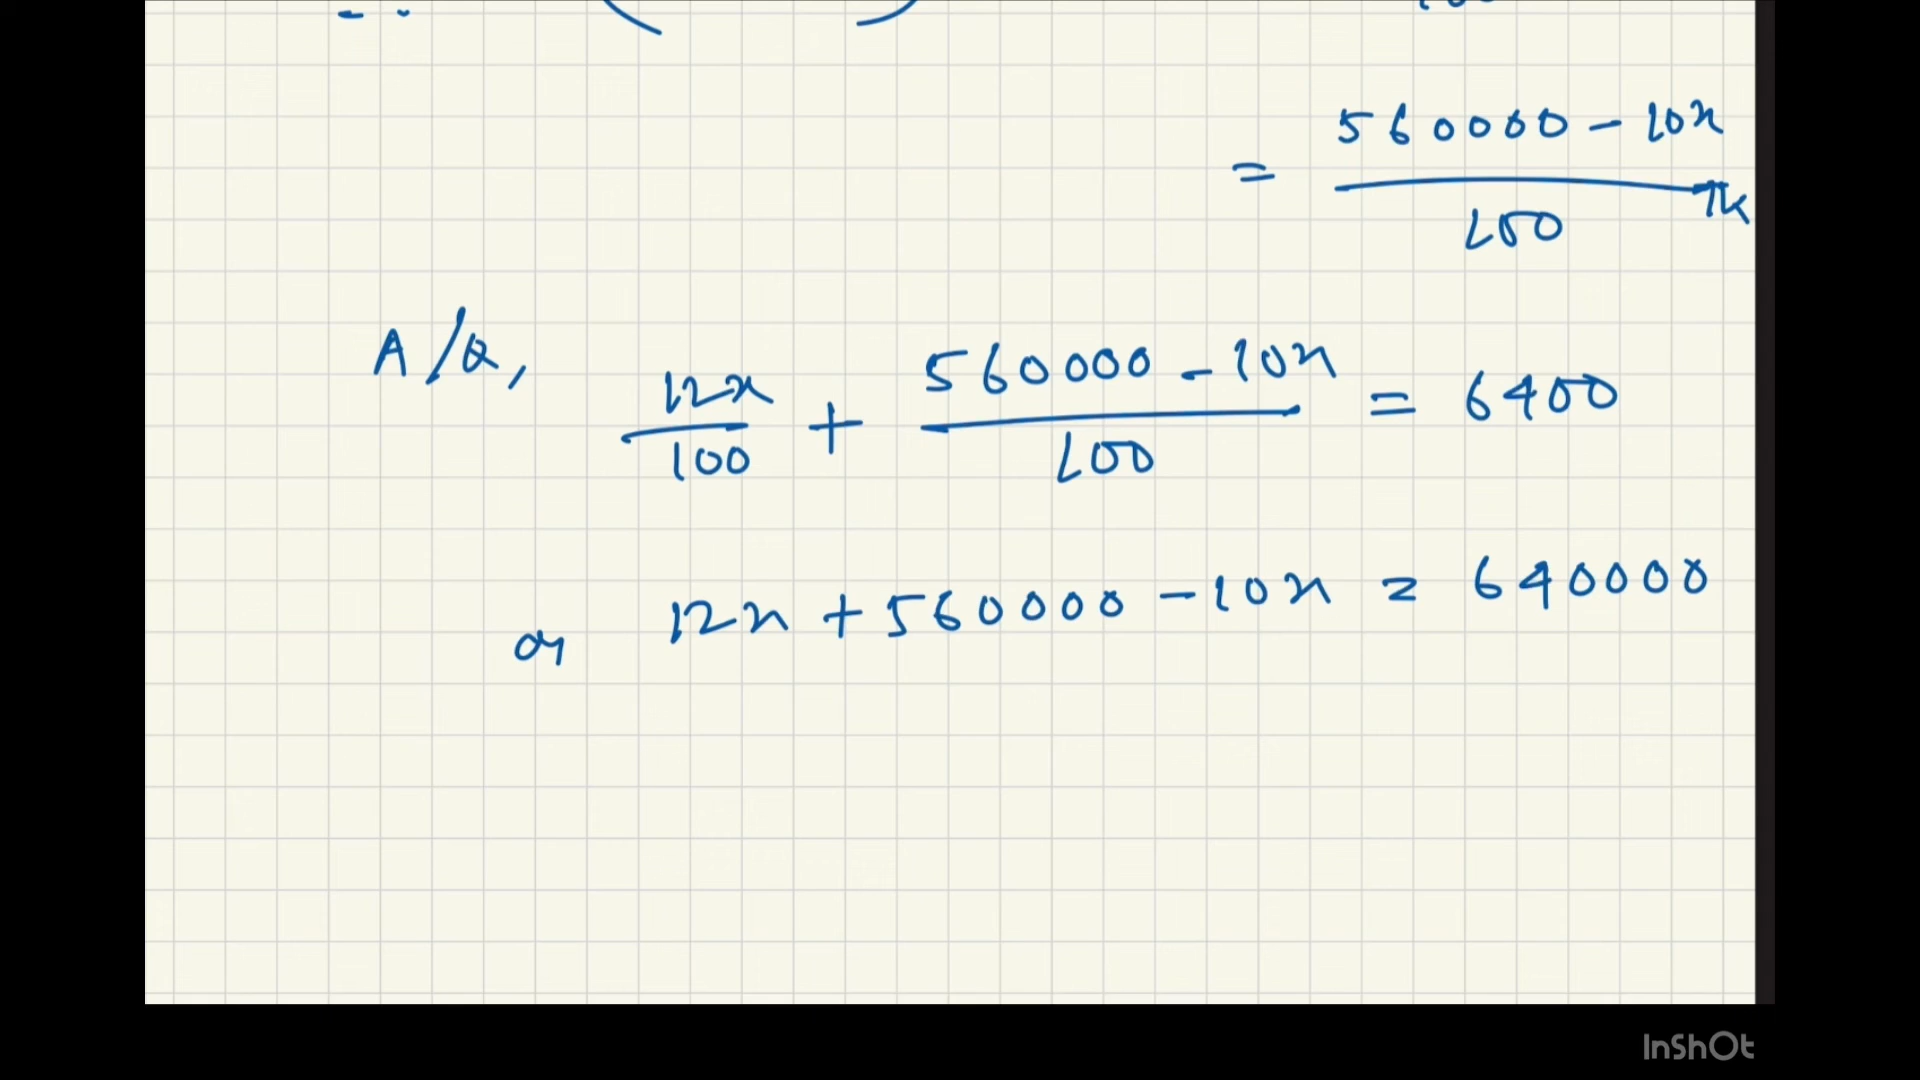 = 560000 - 10x / 100 Tk
A/Q, 12x/100 + 560000 - 10x / 100 = 6400
or 12x + 560000 - 10x = 640000
InShOt